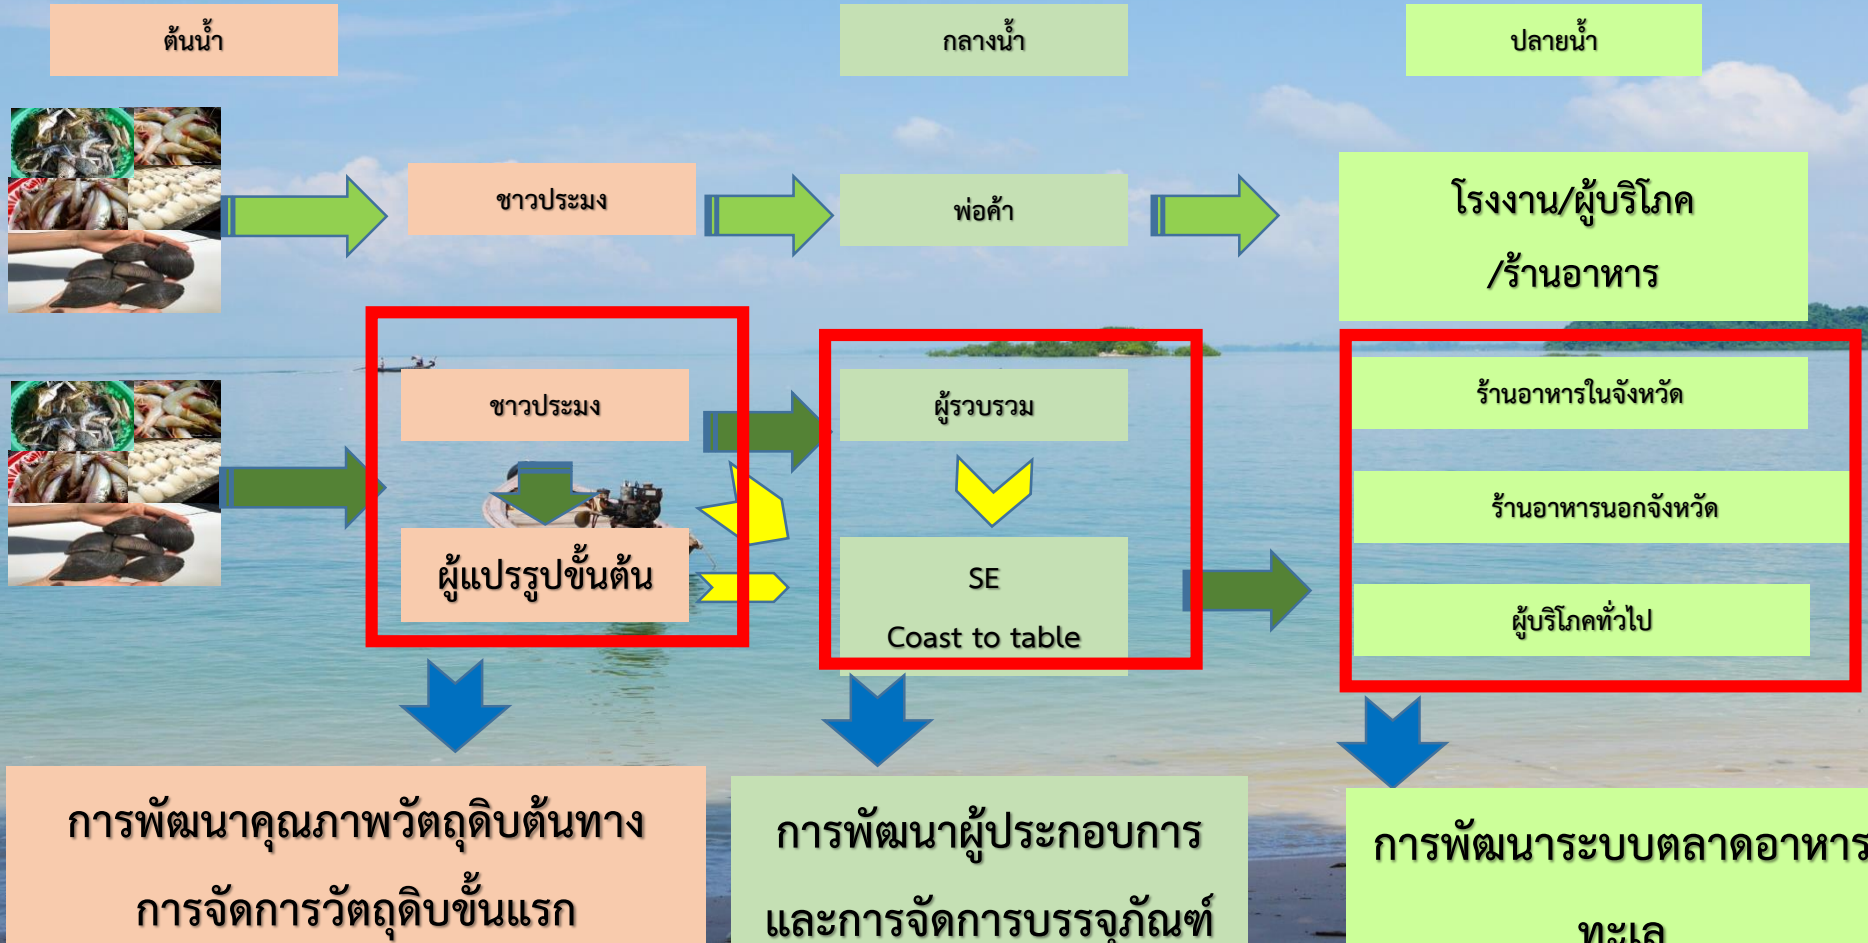 ต้นน้ำ
กลางน้ำ
ปลายน้ำ
ชาวประมง
พ่อค้า
โรงงาน/ผู้บริโภค
/ร้านอาหาร
ชาวประมง
ผู้แปรรูปขั้นต้น
ผู้รวบรวม
SE
Coast to table
ร้านอาหารในจังหวัด
ร้านอาหารนอกจังหวัด
ผู้บริโภคทั่วไป
การพัฒนาคุณภาพวัตถุดิบต้นทาง
การจัดการวัตถุดิบขั้นแรก
การพัฒนาผู้ประกอบการ
และการจัดการบรรจุภัณฑ์
การพัฒนาระบบตลาดอาหาร
ทะเล